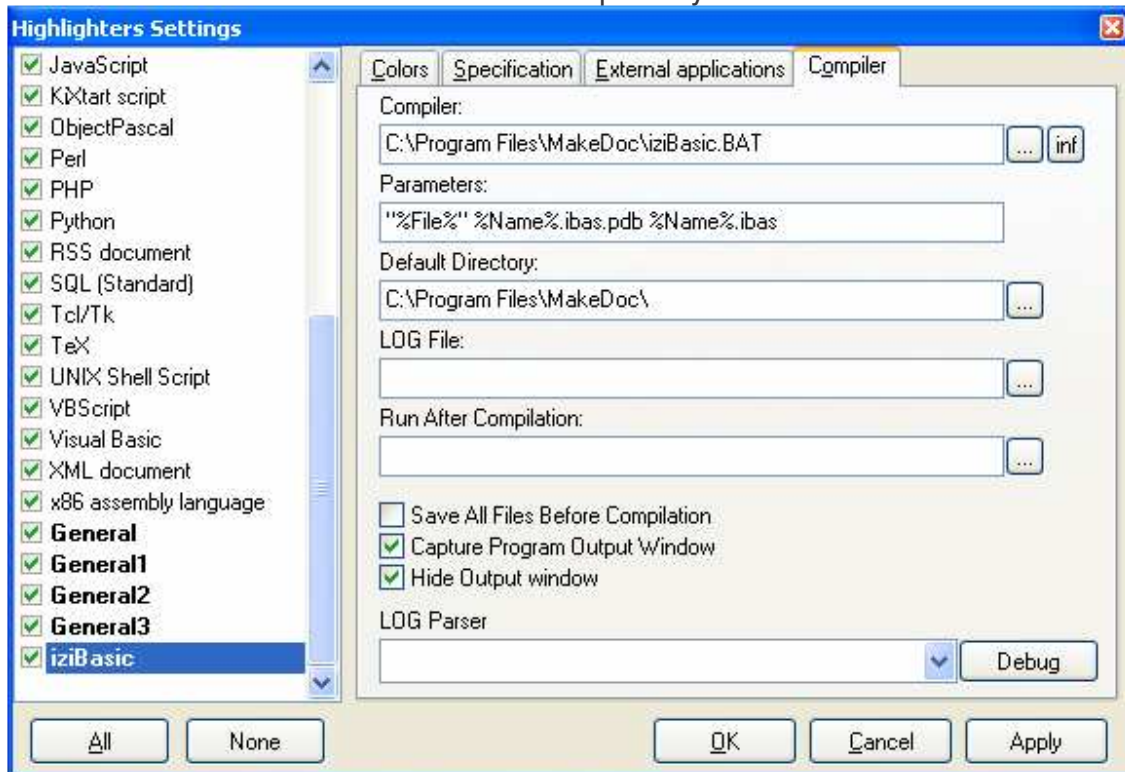 Highlighters Settings
JavaScript
KiXtart script
ObjectPascal
Perl
PHP
Python
RSS document
SQL (Standard)
Tcl/Tk
TeX
UNIX Shell Script
VBScript
Visual Basic
XML document
x86 assembly language
General
General1
General2
General3
iziBasic
All
None
Colors
Specification
External applications
Compiler
Compiler:
C:\Program Files\MakeDoc\iziBasic.BAT
...
inf
Parameters:
"%File%" %Name%.ibas.pdb %Name%.ibas
Default Directory:
C:\Program Files\MakeDoc\
...
LOG File:
...
Run After Compilation:
...
Save All Files Before Compilation
Capture Program Output Window
Hide Output window
LOG Parser
Debug
OK
Cancel
Apply